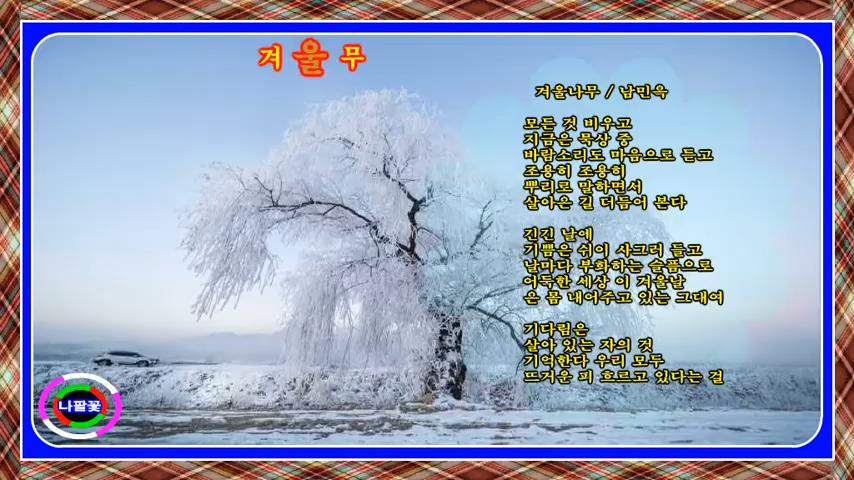 겨 울 무
겨울나무 / 남민옥
모든 것 비우고
지금은 묵상 중
바람소리도 마음으로 듣고
조용히 조용히
뿌리로 말하면서
살아온 길 더듬어 본다
긴긴 날에
기쁨은 쉬이 사그러 들고
날마다 부화하는 슬픔으로
어둑한 세상 이 겨울날
온 몸 내어주고 있는 그대여
기다림은
살아 있는 자의 것
기억한다 우리 모두
뜨거운 피 흐르고 있다는 걸
나팔꽃